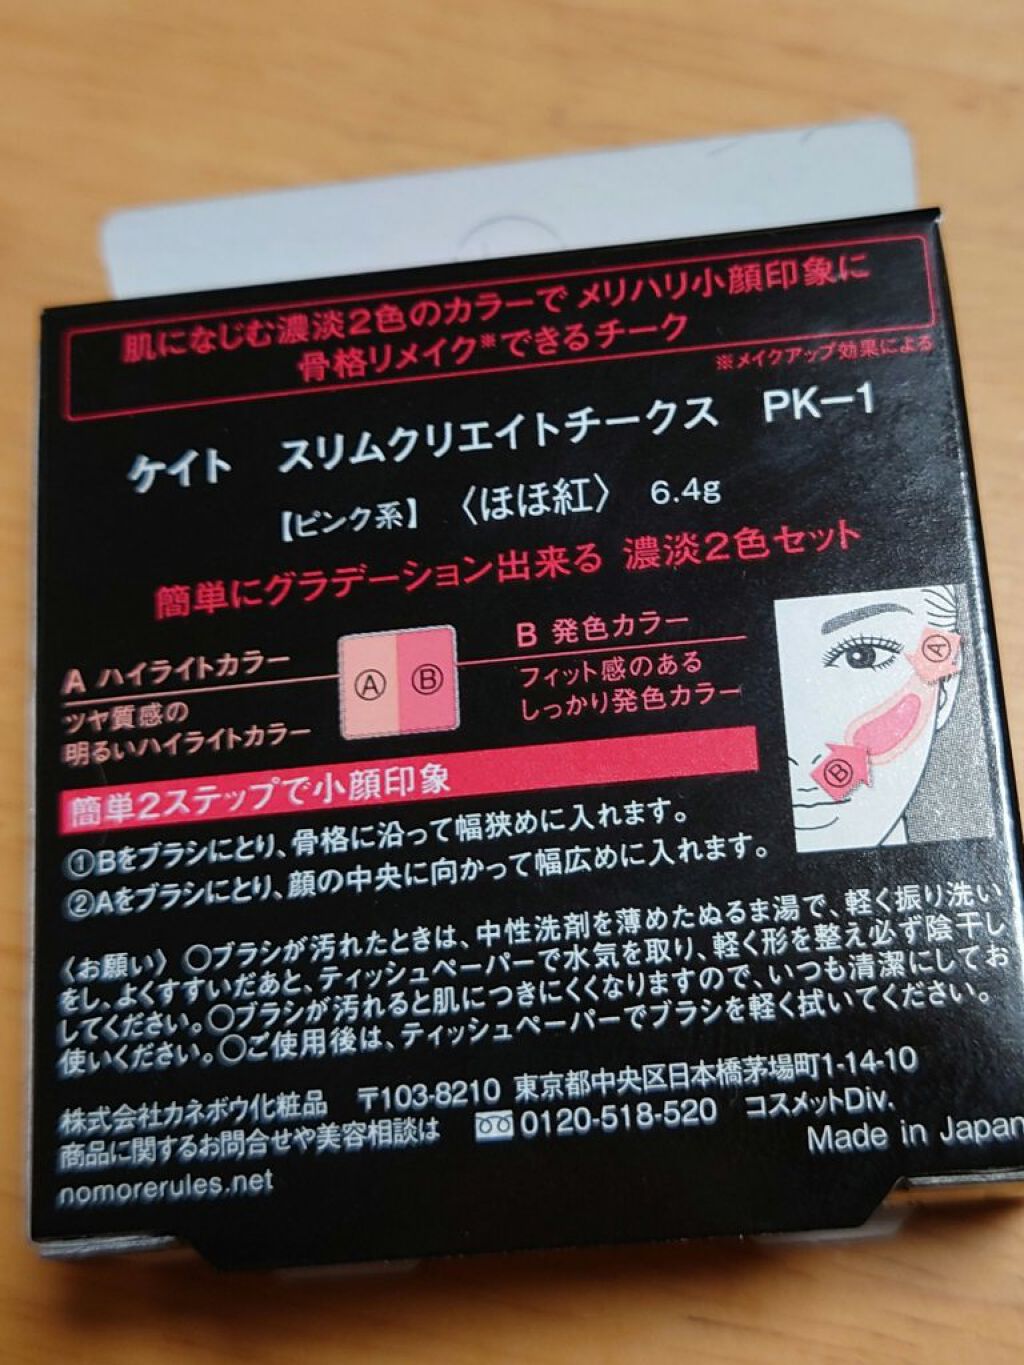 肌になじむ濃淡2色のカラーで メリハリ小顔印象に
骨格リメイク※できるチーク
※メイクアップ効果による
ケイト スリムクリエイトチークス PK－1
【ピンク系】 〈ほほ紅〉 6.4g
簡単にグラデーション出来る 濃淡2色セット
A ハイライトカラー
ツヤ質感の
明るいハイライトカラー
A B
B 発色カラー
フィット感のある
しっかり発色カラー
A
B
簡単2ステップで小顔印象
①Bをブラシにとり、骨格に沿って幅狭めに入れます。
②Aをブラシにとり、顔の中央に向かって幅広めに入れます。
〈お願い〉 ○ブラシが汚れたときは、中性洗剤を薄めたぬるま湯で、軽く振り洗い
をし、よくすすいだあと、ティッシュペーパーで水気を取り、軽く形を整え必ず陰干し
してください。○ブラシが汚れると肌につきにくくなりますので、いつも清潔にしてお
使いください。○ご使用後は、ティッシュペーパーでブラシを軽く拭いてください。
株式会社カネボウ化粧品 〒103-8210 東京都中央区日本橋茅場町1-14-10
商品に関するお問合せや美容相談は 0120-518-520 コスメットDiv.
nomorerules.net
Made in Japan